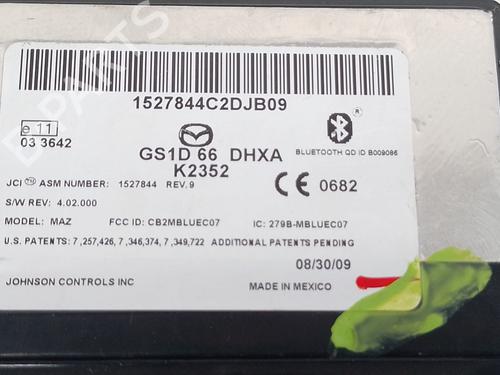 1527844C2DJB09
e 11
03 3642
GS1D 66 DHXA
K2352
®
BLUETOOTH QD ID B009086
CE 0682
JCI ASM NUMBER: 1527844 REV. 9
S/W REV: 4.02.000
MODEL: MAZ FCC ID: CB2MBLUEC07 IC: 279B-MBLUEC07
U.S. PATENTS: 7,257,426, 7,346,374, 7,349,722 ADDITIONAL PATENTS PENDING
08/30/09
JOHNSON CONTROLS INC MADE IN MEXICO